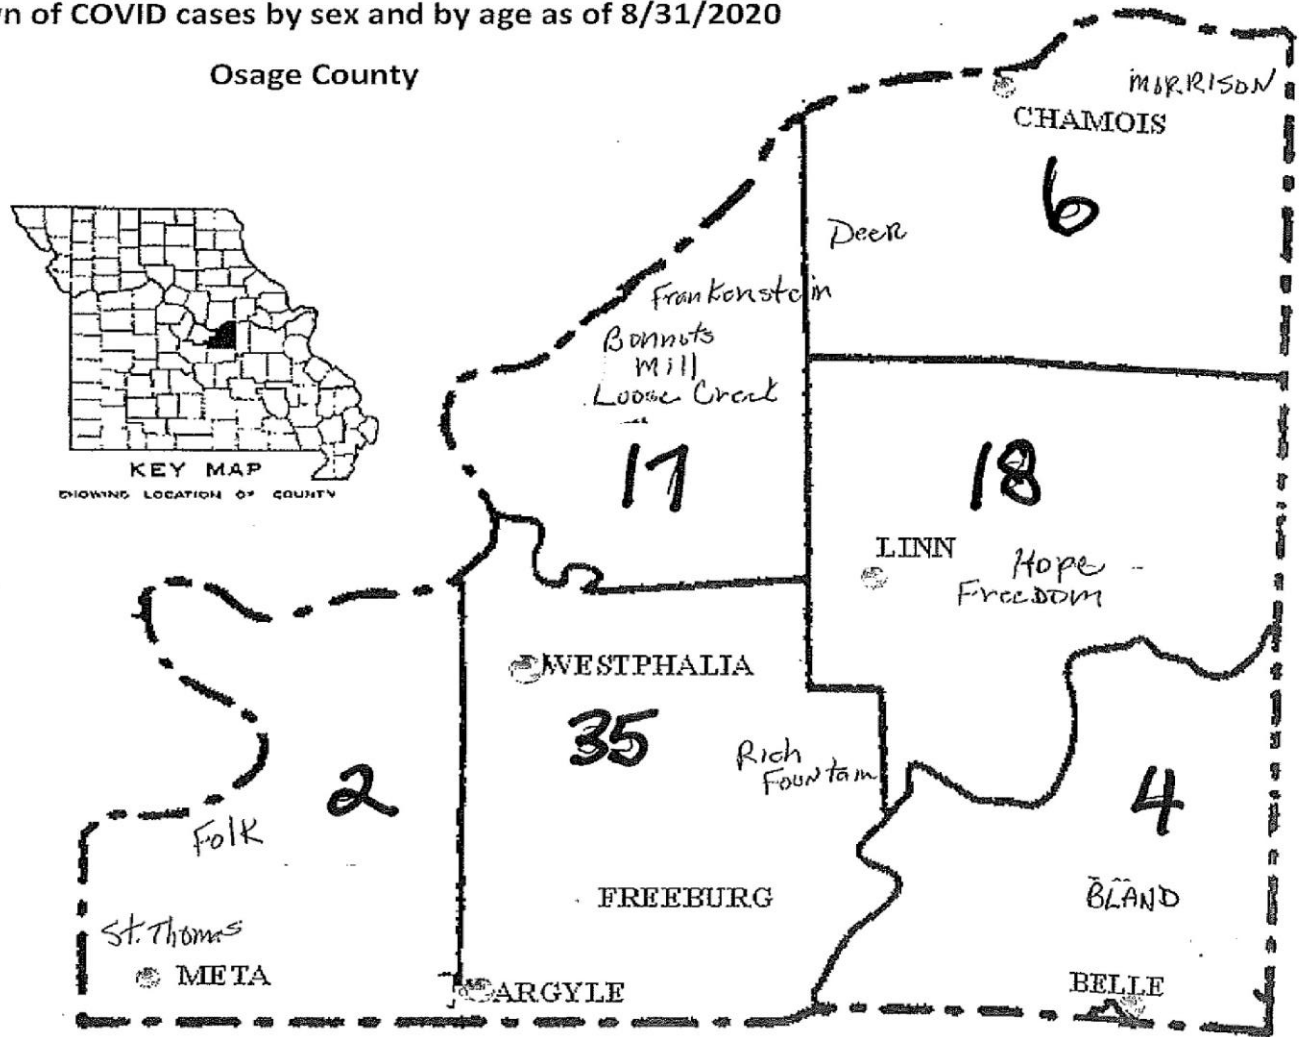 n of COVID cases by sex and by age as of 8/31/2020
Osage County
MORRISON
CHAMOIS
6
Deer
Frankenstein
Bonnots
Mill
Loose Creek
KEY MAP
SHOWING LOCATION OF COUNTY
17
18
LINN
Hope
FreeDOM
WESTPHALIA
35
Rich
Fountain
2
Folk
4
FREEBURG
BLAND
St. Thomas
META
ARGYLE
BELLE